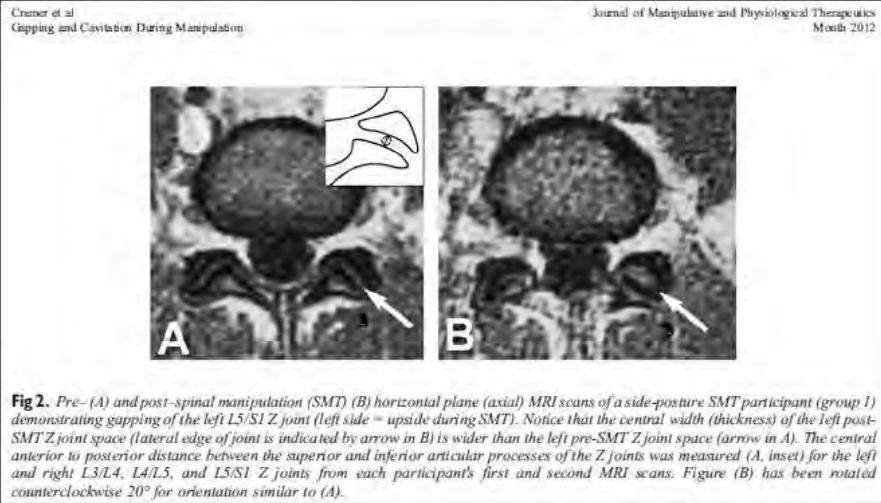 Cramer et al
Gapping and Cavitation During Manipulation
Journal of Manipulative and Physiological Therapeutics
Month 2012
A
B
Fig 2. Pre– (A) and post–spinal manipulation (SMT) (B) horizontal plane (axial) MRI scans of a side-posture SMT participant (group 1)
demonstrating gapping of the left L5/S1 Z joint (left side = upside during SMT). Notice that the central width (thickness) of the left post-
SMT Z joint space (lateral edge of joint is indicated by arrow in B) is wider than the left pre-SMT Z joint space (arrow in A). The central
anterior to posterior distance between the superior and inferior articular processes of the Z joints was measured (A, inset) for the left
and right L3/L4, L4/L5, and L5/S1 Z joints from each participant's first and second MRI scans. Figure (B) has been rotated
counterclockwise 20° for orientation similar to (A).